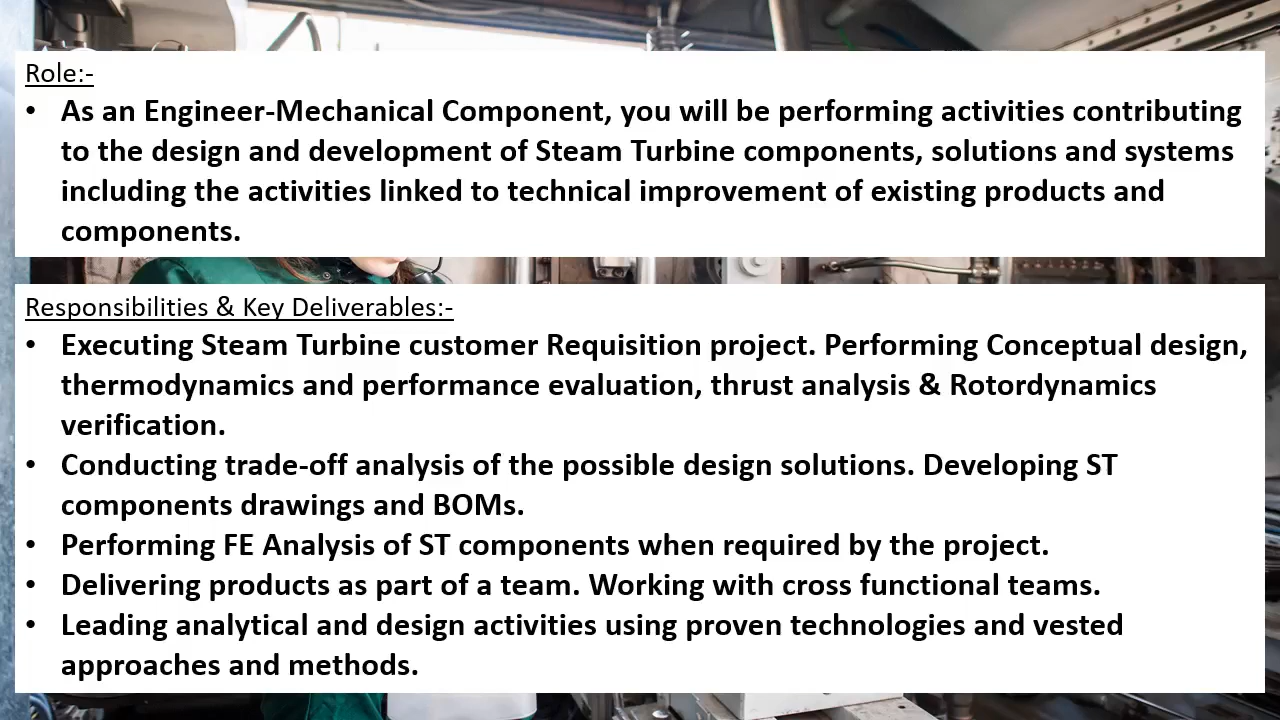 Role:-
• As an Engineer-Mechanical Component, you will be performing activities contributing
to the design and development of Steam Turbine components, solutions and systems
including the activities linked to technical improvement of existing products and
components.
Responsibilities & Key Deliverables:-
• Executing Steam Turbine customer Requisition project. Performing Conceptual design,
thermodynamics and performance evaluation, thrust analysis & Rotordynamics
verification.
• Conducting trade-off analysis of the possible design solutions. Developing ST
components drawings and BOMs.
• Performing FE Analysis of ST components when required by the project.
• Delivering products as part of a team. Working with cross functional teams.
• Leading analytical and design activities using proven technologies and vested
approaches and methods.